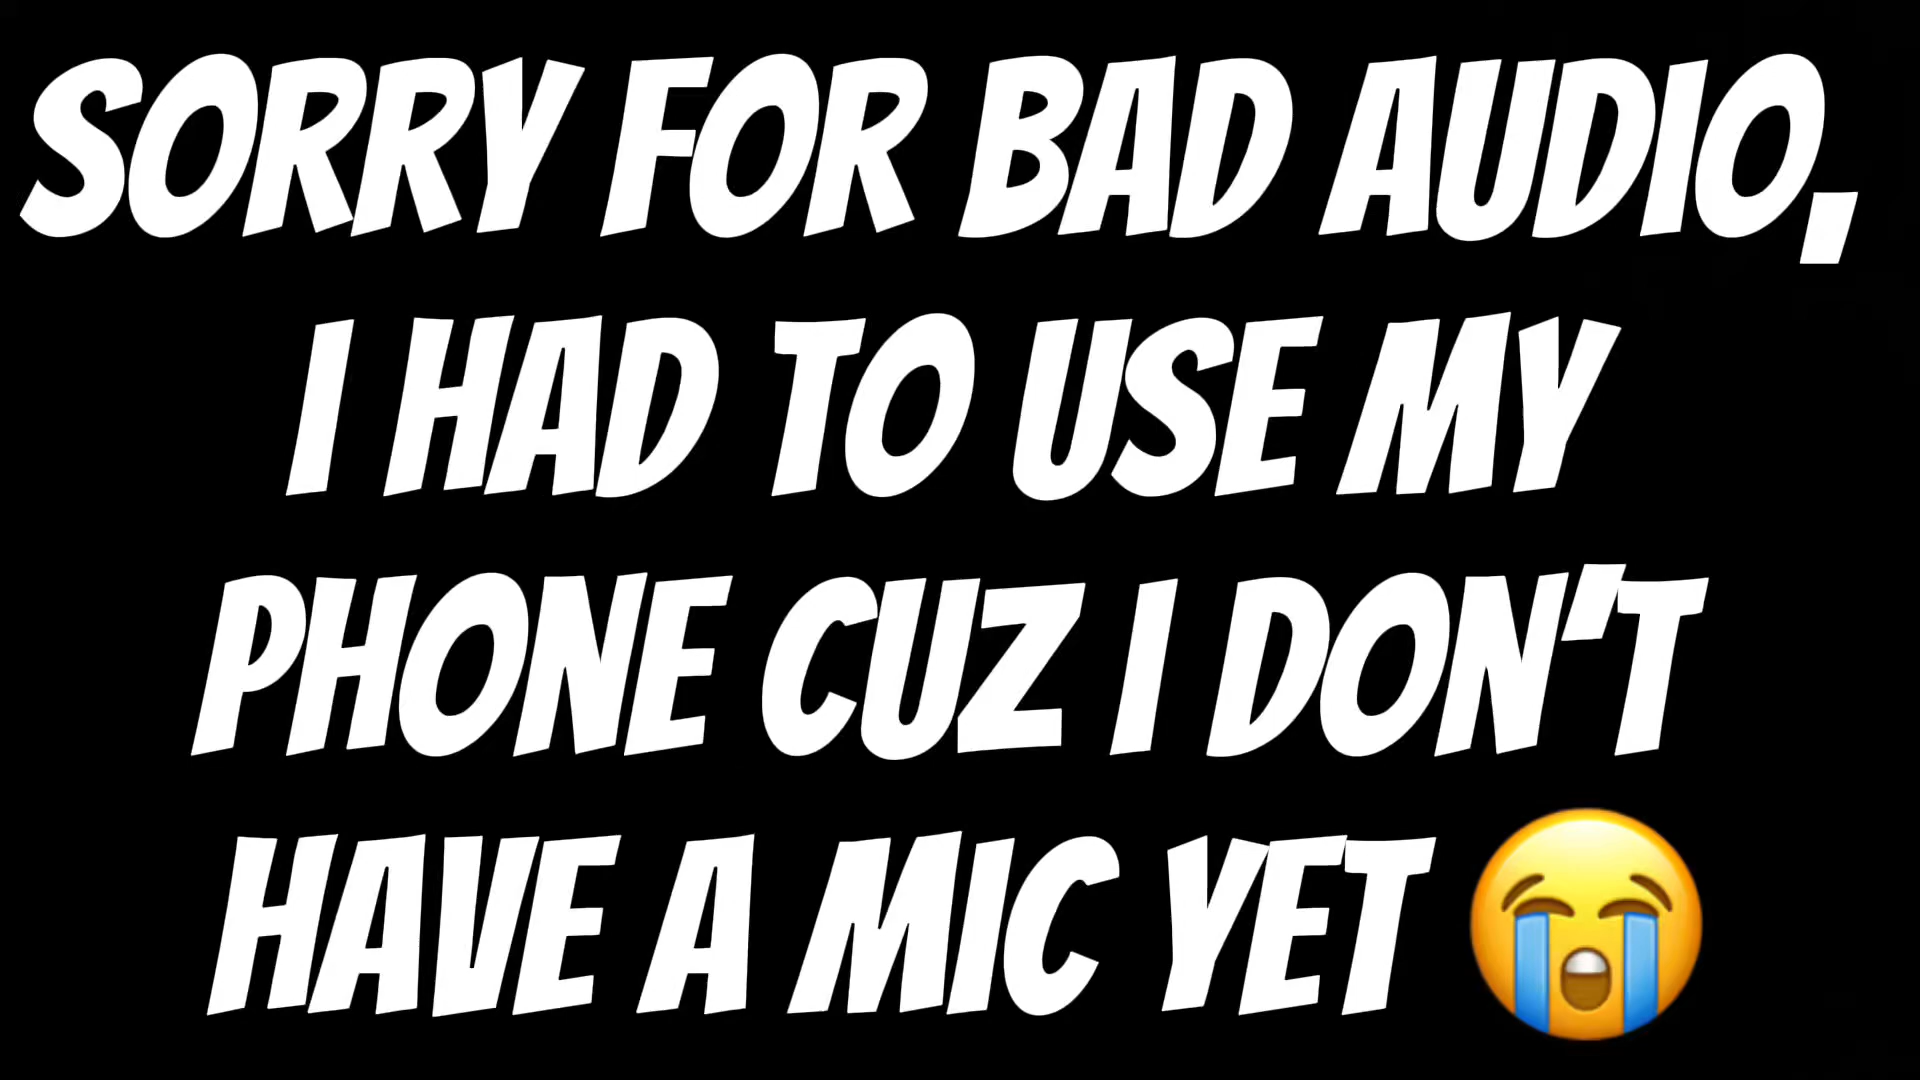 SORRY FOR BAD AUDIO,
I HAD TO USE MY
PHONE CUZ I DON'T
HAVE A MIC YET 😭